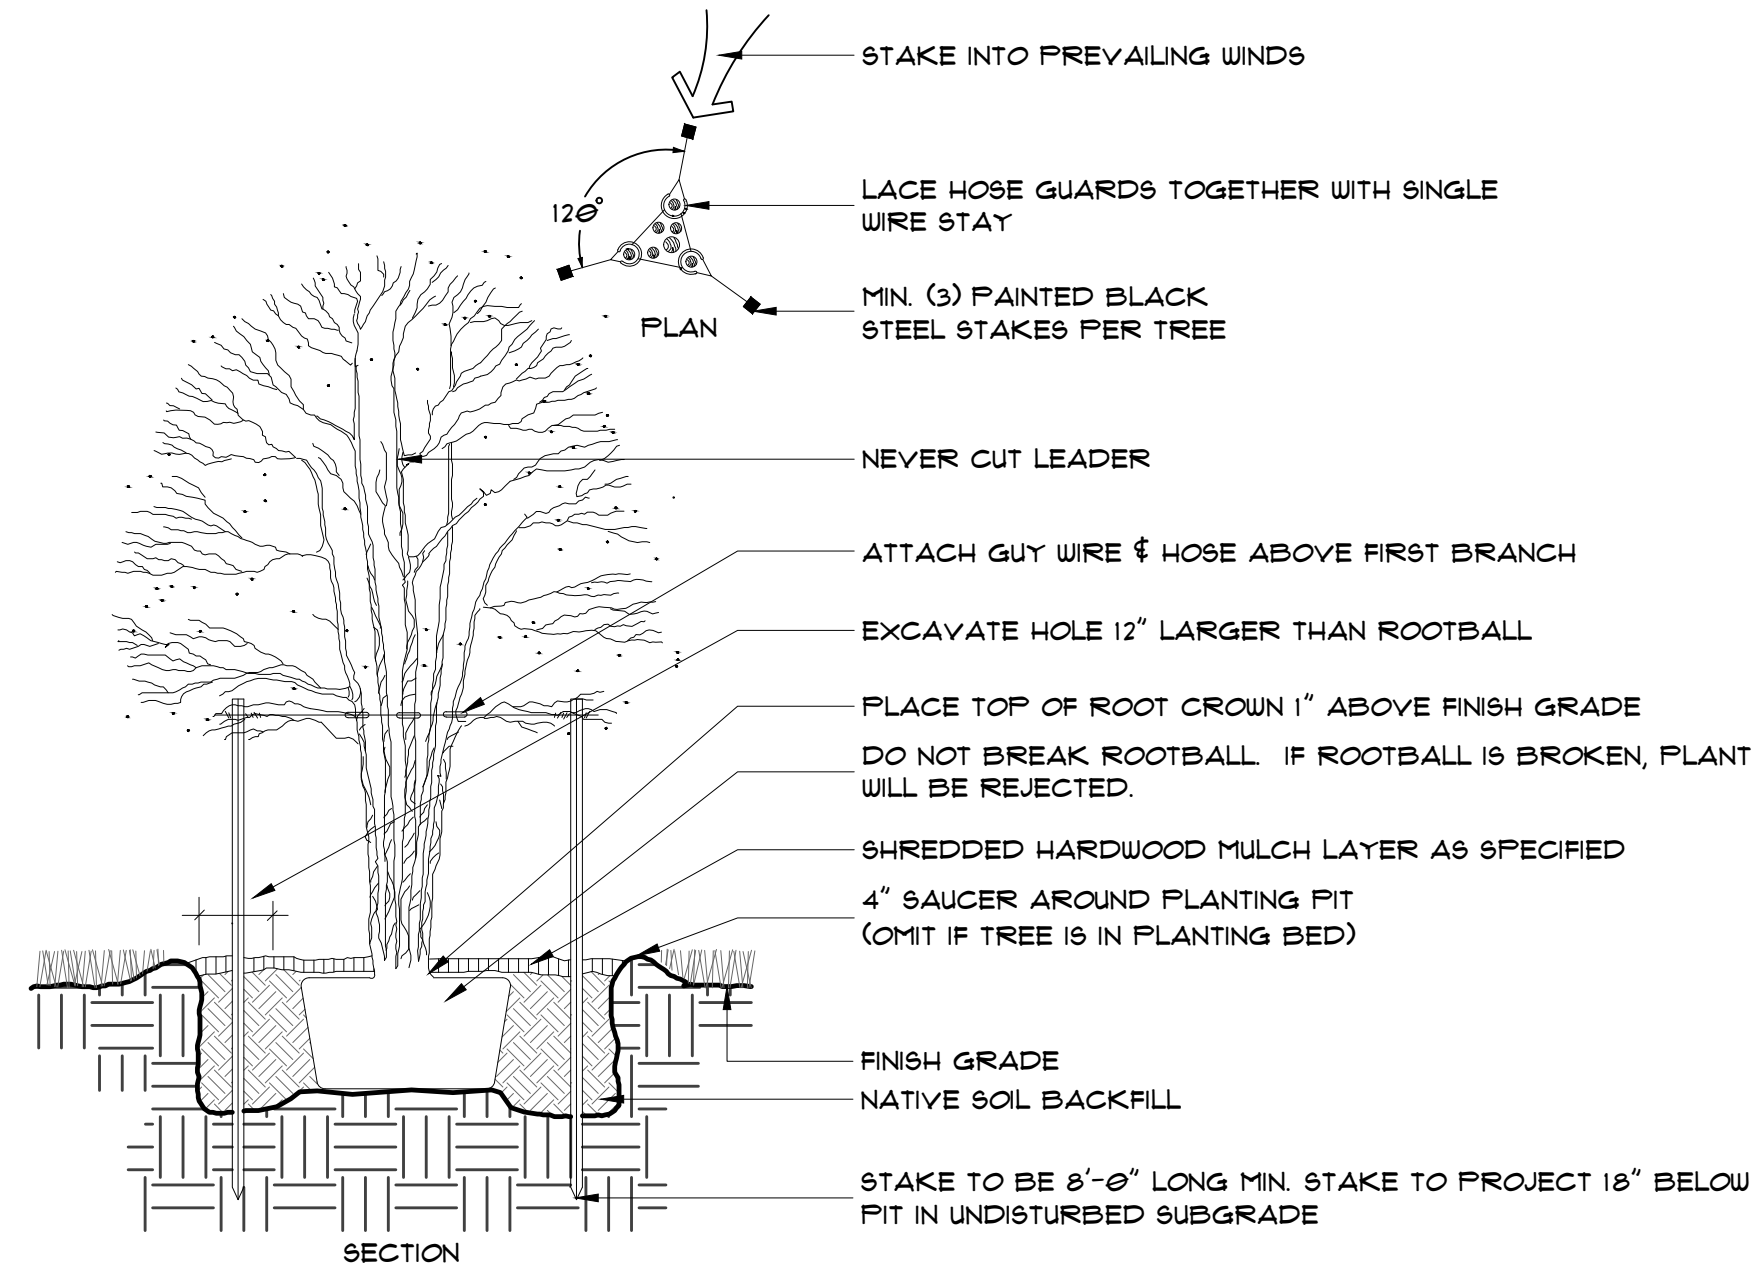 STAKE INTO PREVAILING WINDS
LACE HOSE GUARDS TOGETHER WITH SINGLE
WIRE STAY
120°
MIN. (3) PAINTED BLACK
STEEL STAKES PER TREE
PLAN
NEVER CUT LEADER
ATTACH GUY WIRE & HOSE ABOVE FIRST BRANCH
EXCAVATE HOLE 12" LARGER THAN ROOTBALL
PLACE TOP OF ROOT CROWN 1" ABOVE FINISH GRADE
DO NOT BREAK ROOTBALL. IF ROOTBALL IS BROKEN, PLANT
WILL BE REJECTED.
SHREDDED HARDWOOD MULCH LAYER AS SPECIFIED
4" SAUCER AROUND PLANTING PIT
(OMIT IF TREE IS IN PLANTING BED)
FINISH GRADE
NATIVE SOIL BACKFILL
STAKE TO BE 8'-0" LONG MIN. STAKE TO PROJECT 18" BELOW
PIT IN UNDISTURBED SUBGRADE
SECTION